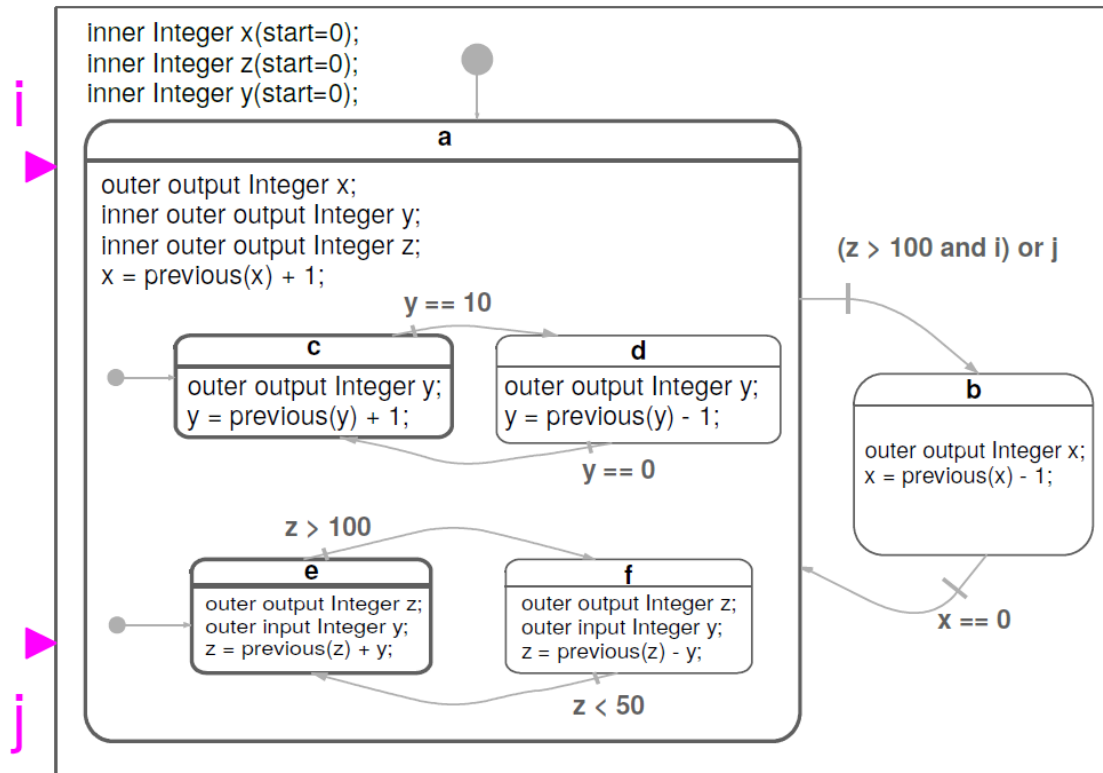 inner Integer x(start=0);
inner Integer z(start=0);
inner Integer y(start=0);
i
a
outer output Integer x;
inner outer output Integer y;
inner outer output Integer z;
x = previous(x) + 1;
(z > 100 and i) or j
y == 10
c
outer output Integer y;
y = previous(y) + 1;
d
outer output Integer y;
y = previous(y) - 1;
y == 0
b
outer output Integer x;
x = previous(x) - 1;
z > 100
e
outer output Integer z;
outer input Integer y;
z = previous(z) + y;
f
outer output Integer z;
outer input Integer y;
z = previous(z) - y;
z < 50
x == 0
j